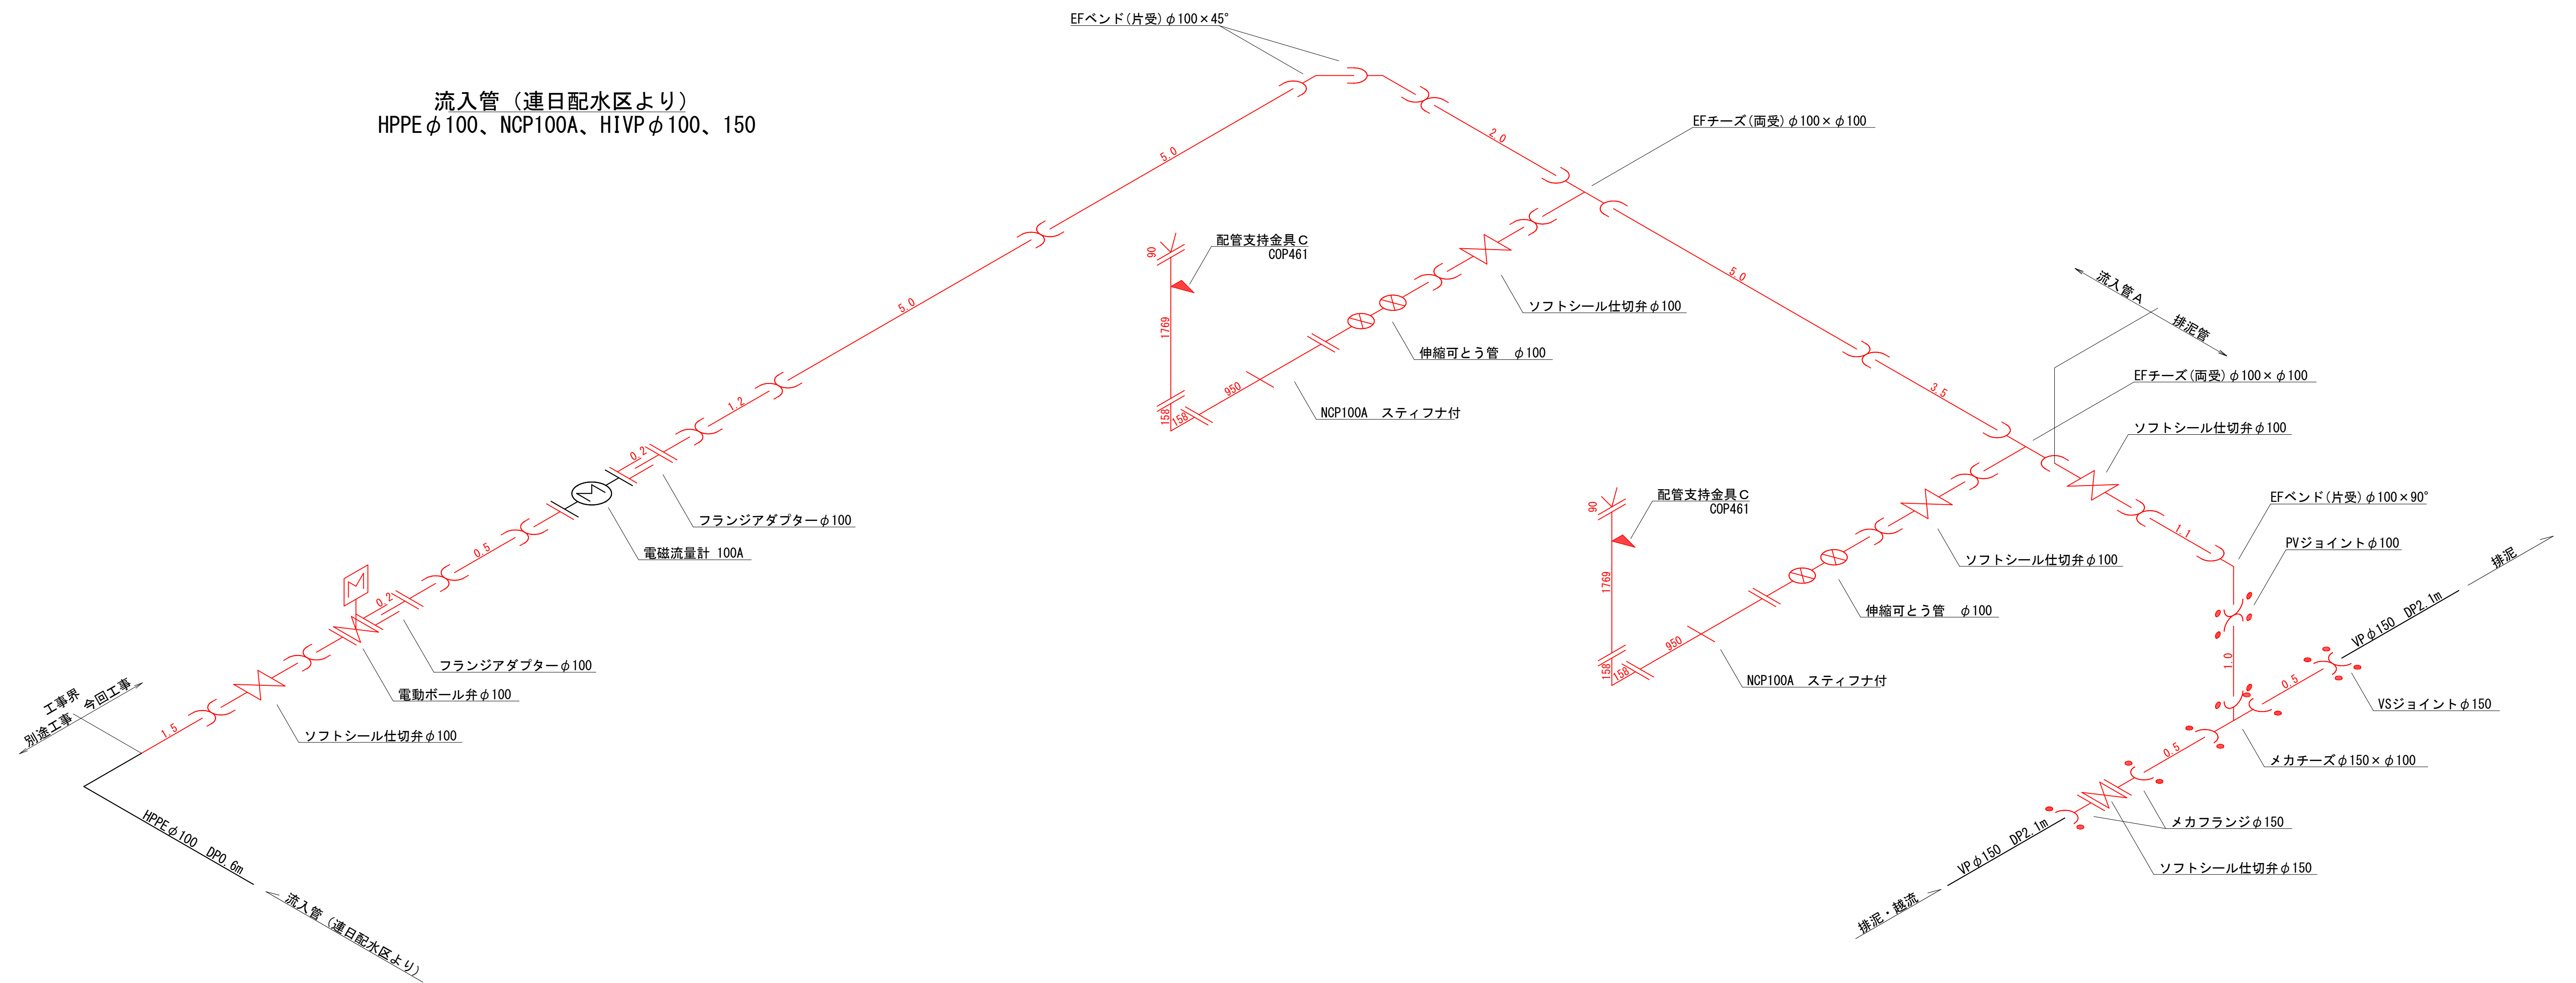 EFベンド(片受)φ100×45°
流入管（連日配水区より）
HPPEφ100、NCP100A、HIVPφ100、150
EFチーズ(両受)φ100×φ100
5.0
2.0
90
配管支持金具C
COP461
1769
158
158
950
5.0
ソフトシール仕切弁φ100
伸縮可とう管　φ100
NCP100A　スティフナ付
5.0
流入管A
排泥管
3.5
EFチーズ(両受)φ100×φ100
ソフトシール仕切弁φ100
1.2
0.2
フランジアダプターφ100
電磁流量計 100A
0.5
0.2
フランジアダプターφ100
電動ボール弁φ100
ソフトシール仕切弁φ100
1.5
工事界
別途工事　今回工事
HPPEφ100　DP0.6m
流入管（連日配水区より）
90
配管支持金具C
COP461
1769
158
158
950
ソフトシール仕切弁φ100
伸縮可とう管　φ100
NCP100A　スティフナ付
1.1
EFベンド(片受)φ100×90°
PVジョイントφ100
1.0
排泥
VPφ150　DP2.1m
0.5
VSジョイントφ150
メカチーズφ150×φ100
0.5
メカフランジφ150
ソフトシール仕切弁φ150
VPφ150　DP2.1m
排泥・越流